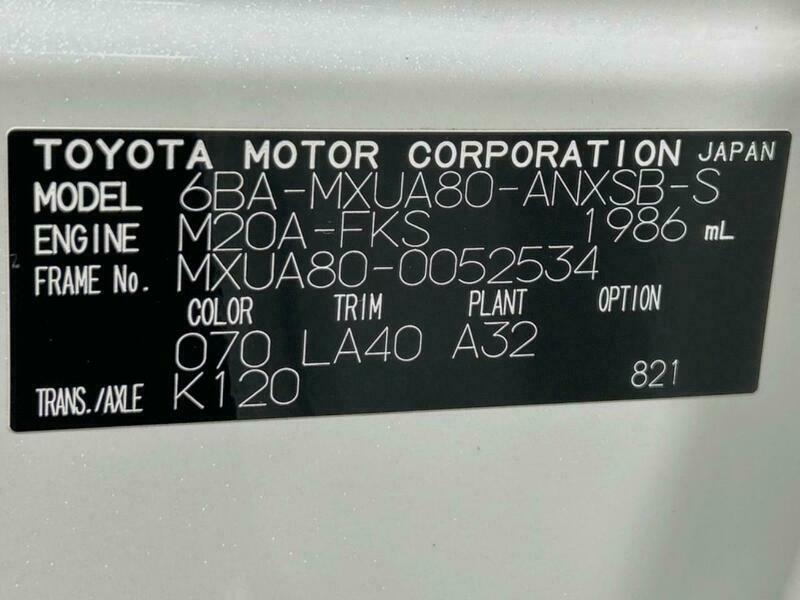 TOYOTA MOTOR CORPORATION JAPAN
MODEL 6BA-MXUA80-ANXSB-S
ENGINE M20A-FKS 1986 mL
FRAME No. MXUA80-0052534
COLOR TRIM PLANT OPTION
070 LA40 A32
TRANS./AXLE K120 821